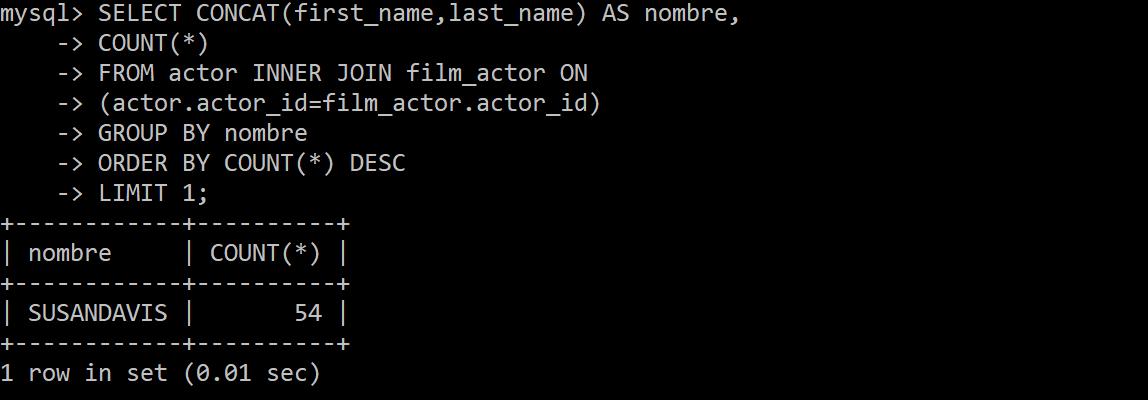 mysql> SELECT CONCAT(first_name,last_name) AS nombre,
    -> COUNT(*)
    -> FROM actor INNER JOIN film_actor ON
    -> (actor.actor_id=film_actor.actor_id)
    -> GROUP BY nombre
    -> ORDER BY COUNT(*) DESC
    -> LIMIT 1;
+------------+----------+
| nombre     | COUNT(*) |
+------------+----------+
| SUSANDAVIS |       54 |
+------------+----------+
1 row in set (0.01 sec)